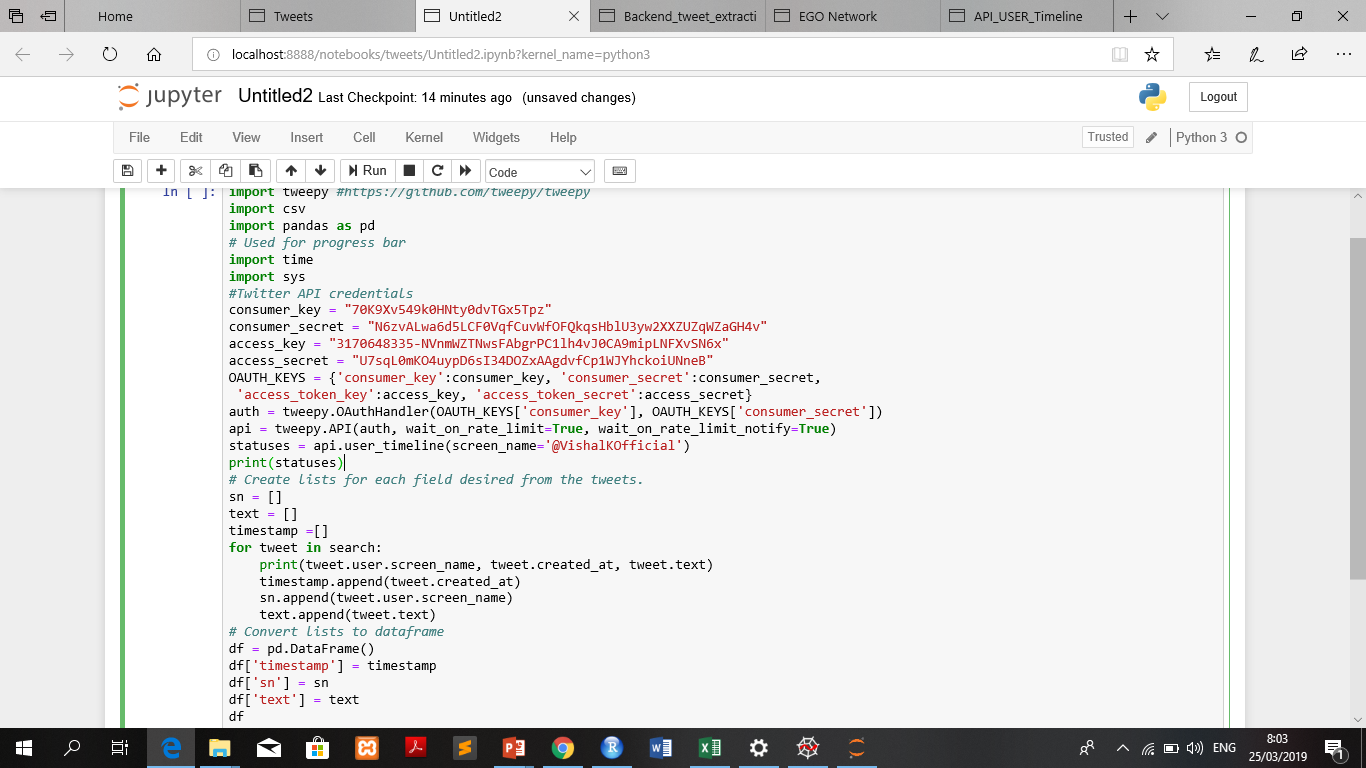 Home
Tweets
Untitled2
Backend_tweet_extracti
EGO Network
API_USER_Timeline
localhost:8888/notebooks/tweets/Untitled2.ipynb?kernel_name=python3
jupyter Untitled2 Last Checkpoint: 14 minutes ago (unsaved changes)
Logout
File Edit View Insert Cell Kernel Widgets Help
Trusted
Python 3
Run
Code
In [ ]:
import tweepy #https://github.com/tweepy/tweepy
import csv
import pandas as pd
# Used for progress bar
import time
import sys
#Twitter API credentials
consumer_key = "70K9Xv549k0HNty0dvTGx5Tpz"
consumer_secret = "N6zvALwa6d5LCF0VqfCuvWfOFQkqsHblU3yw2XXZUZqWZaGH4v"
access_key = "3170648335-NVnmWZTNwsFAbgrPC1lh4vJ0CA9mipLNFXvSN6x"
access_secret = "U7sqL0mKO4uypD6sI34DOZxAAgdvfCp1WJYhckoiUNneB"
OAUTH_KEYS = {'consumer_key':consumer_key, 'consumer_secret':consumer_secret,
 'access_token_key':access_key, 'access_token_secret':access_secret}
auth = tweepy.OAuthHandler(OAUTH_KEYS['consumer_key'], OAUTH_KEYS['consumer_secret'])
api = tweepy.API(auth, wait_on_rate_limit=True, wait_on_rate_limit_notify=True)
statuses = api.user_timeline(screen_name='@VishalKOfficial')
print(statuses)
# Create lists for each field desired from the tweets.
sn = []
text = []
timestamp =[]
for tweet in search:
    print(tweet.user.screen_name, tweet.created_at, tweet.text)
    timestamp.append(tweet.created_at)
    sn.append(tweet.user.screen_name)
    text.append(tweet.text)
# Convert lists to dataframe
df = pd.DataFrame()
df['timestamp'] = timestamp
df['sn'] = sn
df['text'] = text
df
ENG
8:03
25/03/2019
1